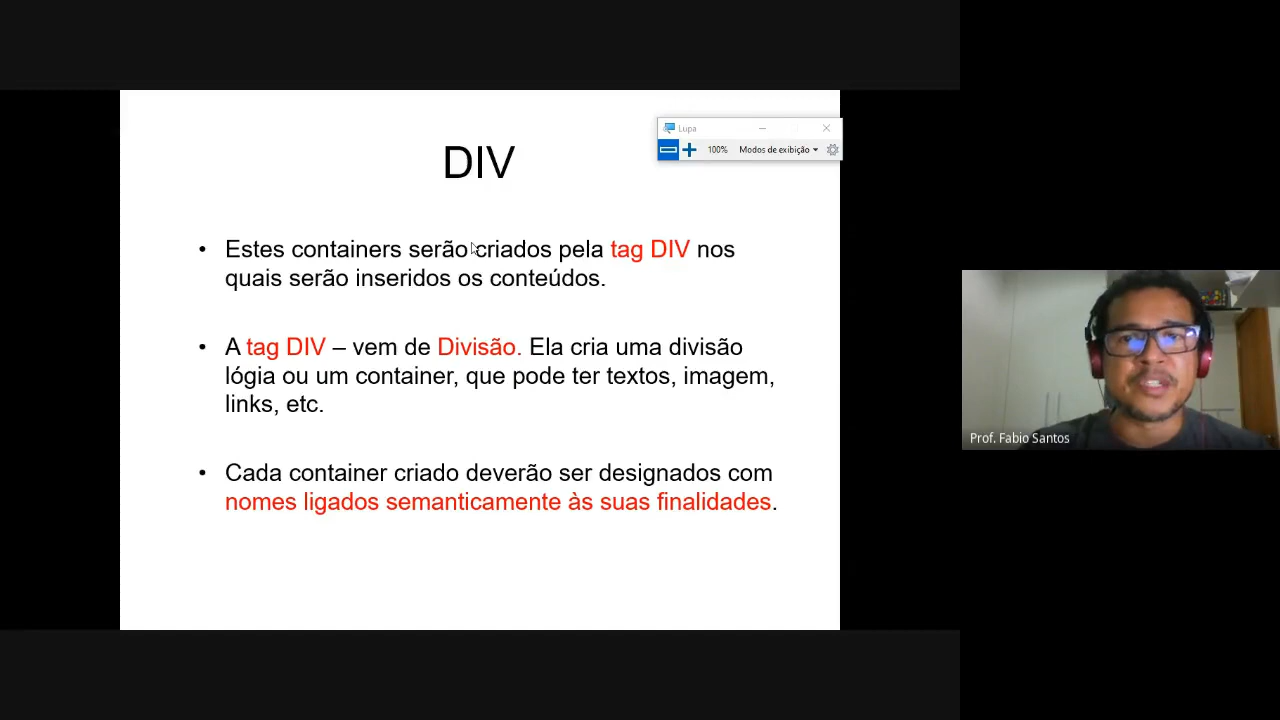 DIV
Lupa
100% Modos de exibição
• Estes containers serão criados pela tag DIV nos
quais serão inseridos os conteúdos.
• A tag DIV – vem de Divisão. Ela cria uma divisão
lógia ou um container, que pode ter textos, imagem,
links, etc.
• Cada container criado deverão ser designados com
nomes ligados semanticamente às suas finalidades.
Prof. Fabio Santos